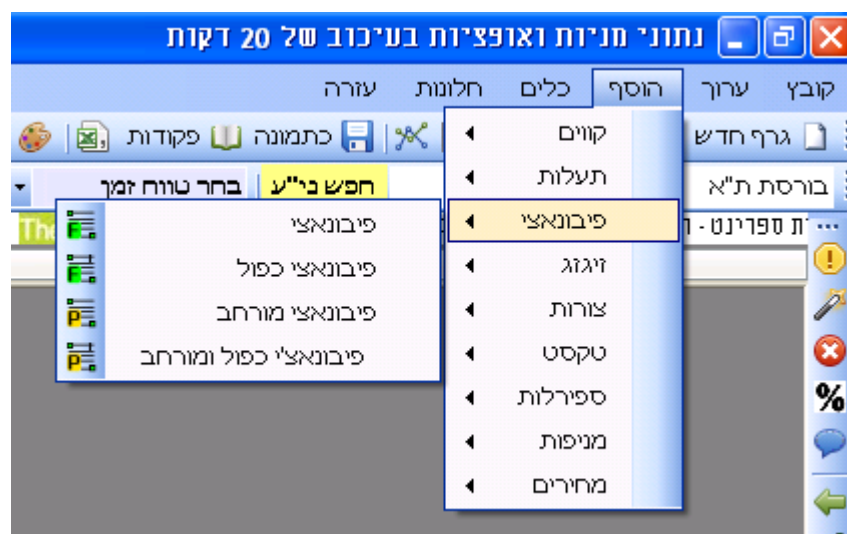 נתוני מניות ואופציות בעיכוב של 20 דקות
קובץ ערוך הוסף כלים חלונות עזרה
גרף חדש כתמונה פקודות
בורסת ת"א חפש ני"ע בחר טווח זמן
ת ספרינט -
קווים
תעלות
פיבונאצי
זיגזג
צורות
טקסט
ספירלות
מניפות
מחירים
פיבונאצי
פיבונאצי כפול
פיבונאצי מורחב
פיבונאצ'י כפול ומורחב
%